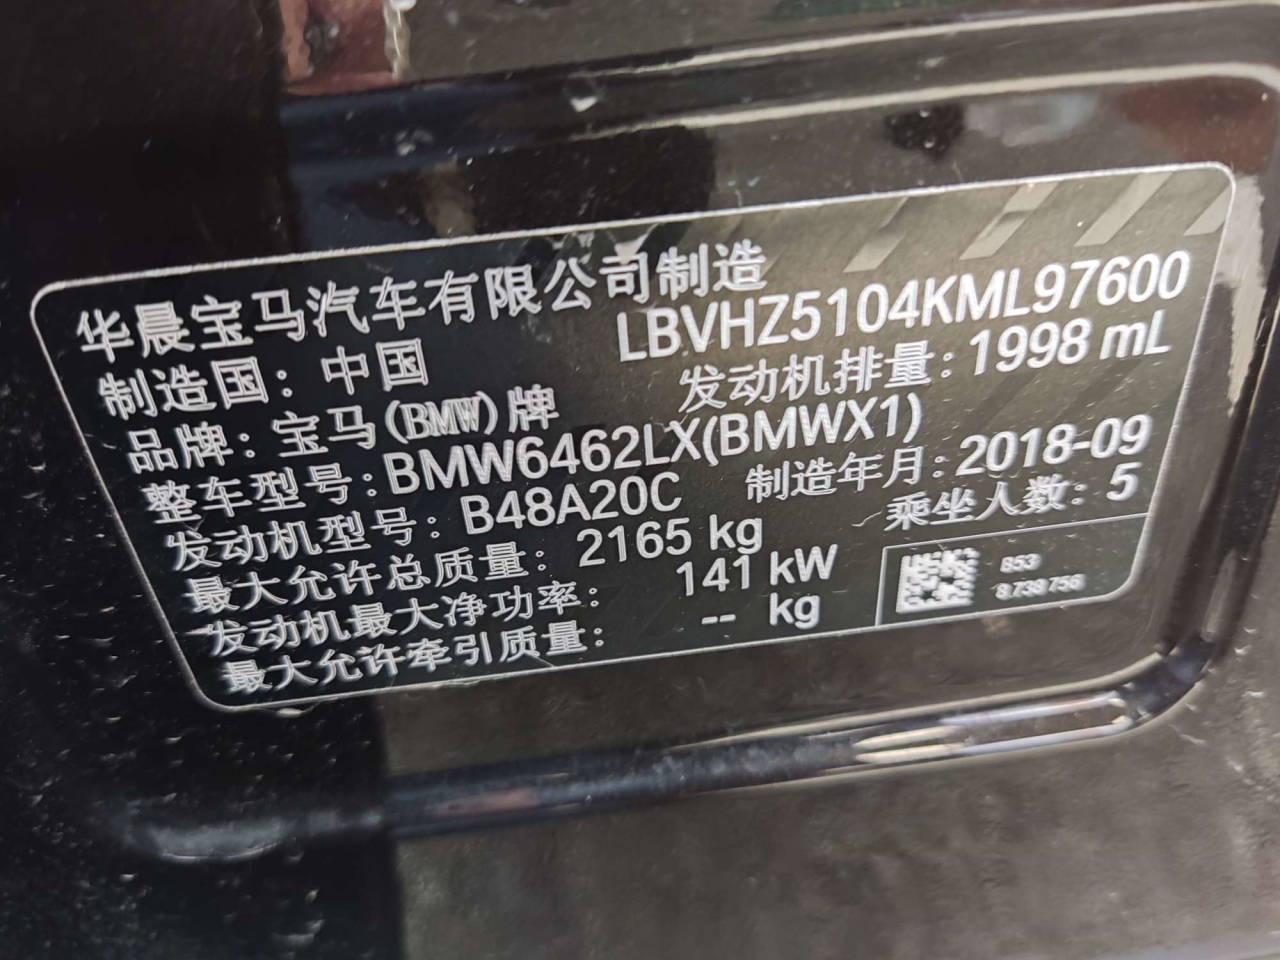 华晨宝马汽车有限公司制造
LBVHZ5104KML97600
制造国：中国
发动机排量：1998 mL
品牌：宝马(BMW)牌
整车型号：BMW6462LX(BMWX1)
制造年月：2018-09
发动机型号：B48A20C
乘坐人数：5
最大允许总质量：2165 kg
发动机最大净功率：141 kW
最大允许牵引质量：-- kg
853
8 738 756